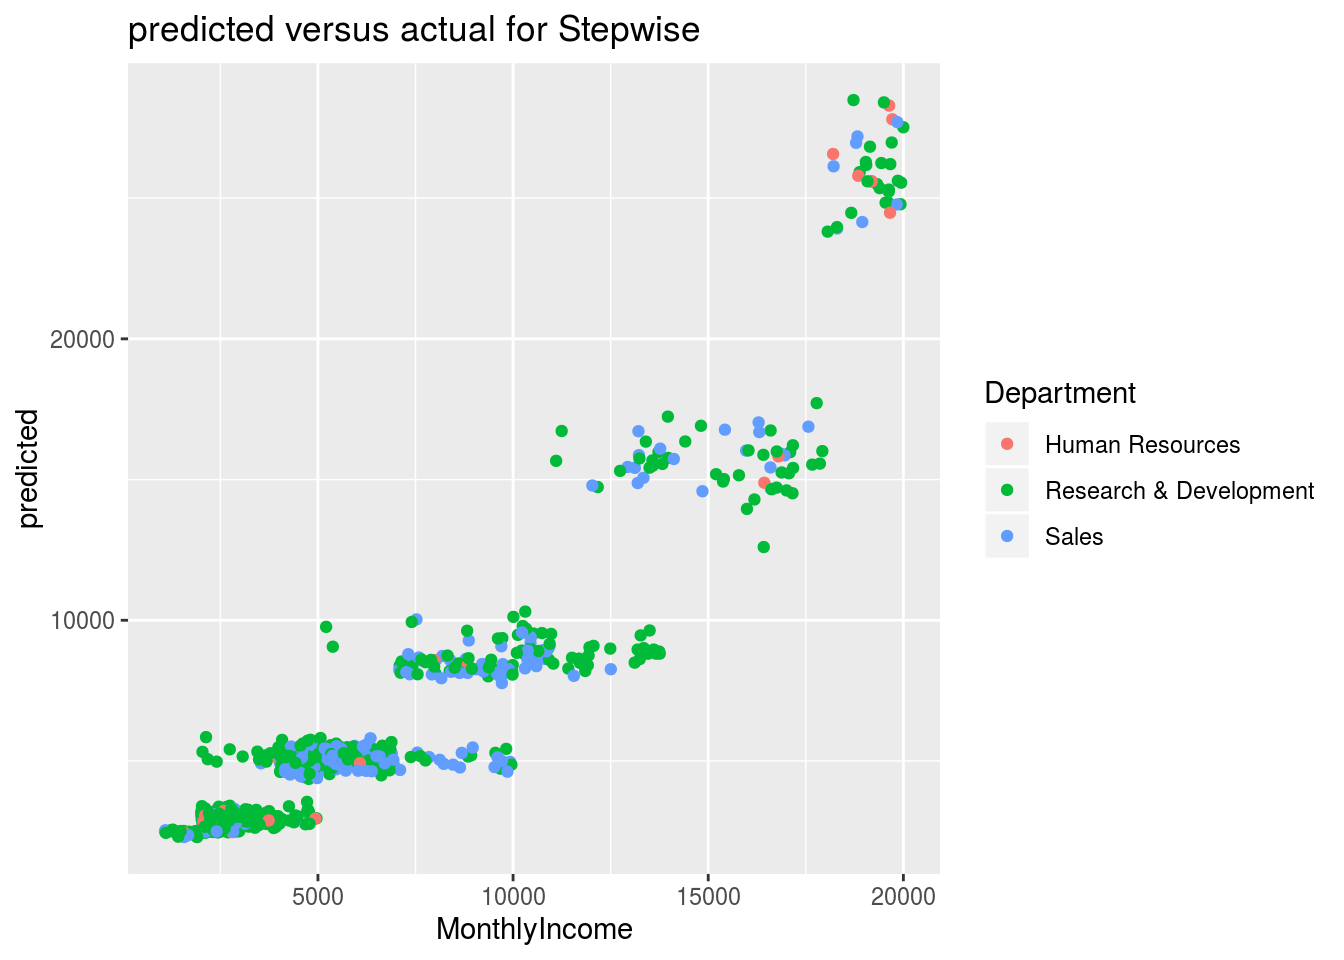 predicted versus actual for Stepwise
predicted
20000
10000
5000
10000
15000
20000
MonthlyIncome
Department
Human Resources
Research & Development
Sales